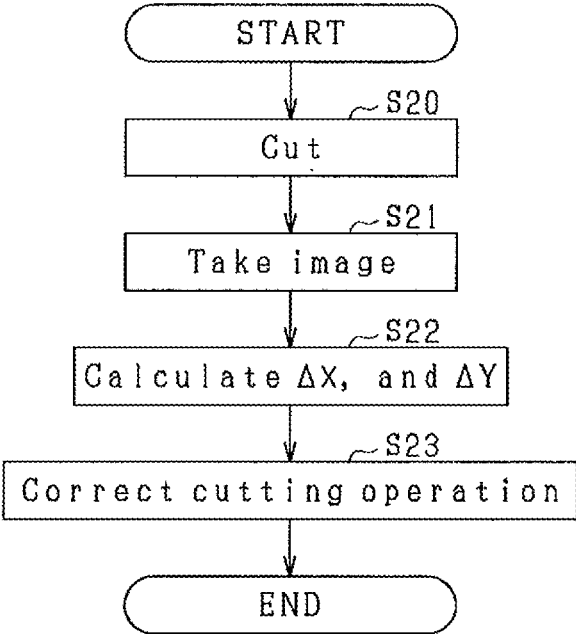 START
S20
Cut
S21
Take image
S22
Calculate ΔX, and ΔY
S23
Correct cutting operation
END